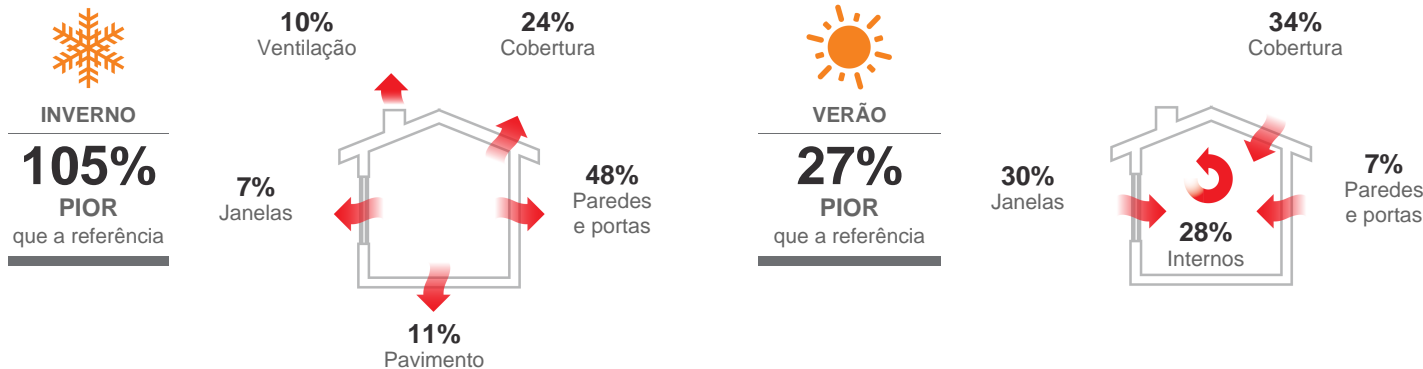 INVERNO
105%
PIOR
que a referência
10%
Ventilação
24%
Cobertura
7%
Janelas
48%
Paredes
e portas
11%
Pavimento
VERÃO
27%
PIOR
que a referência
34%
Cobertura
30%
Janelas
28%
Internos
7%
Paredes
e portas